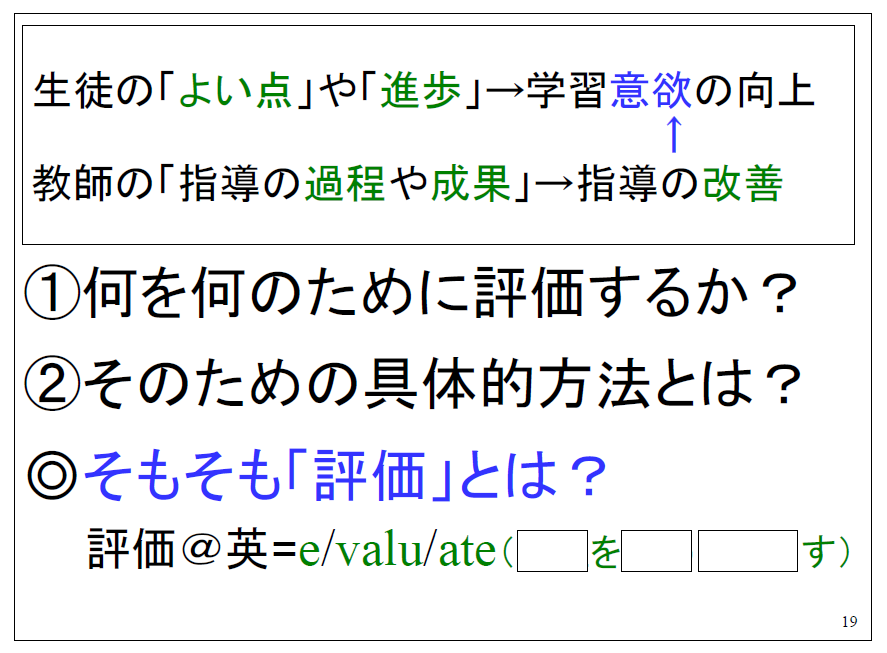 生徒の「よい点」や「進歩」→学習意欲の向上
↑
教師の「指導の過程や成果」→指導の改善
①何を何のために評価するか？
②そのための具体的方法とは？
◎そもそも「評価」とは？
評価＠英=e/valu/ate(を す)
19